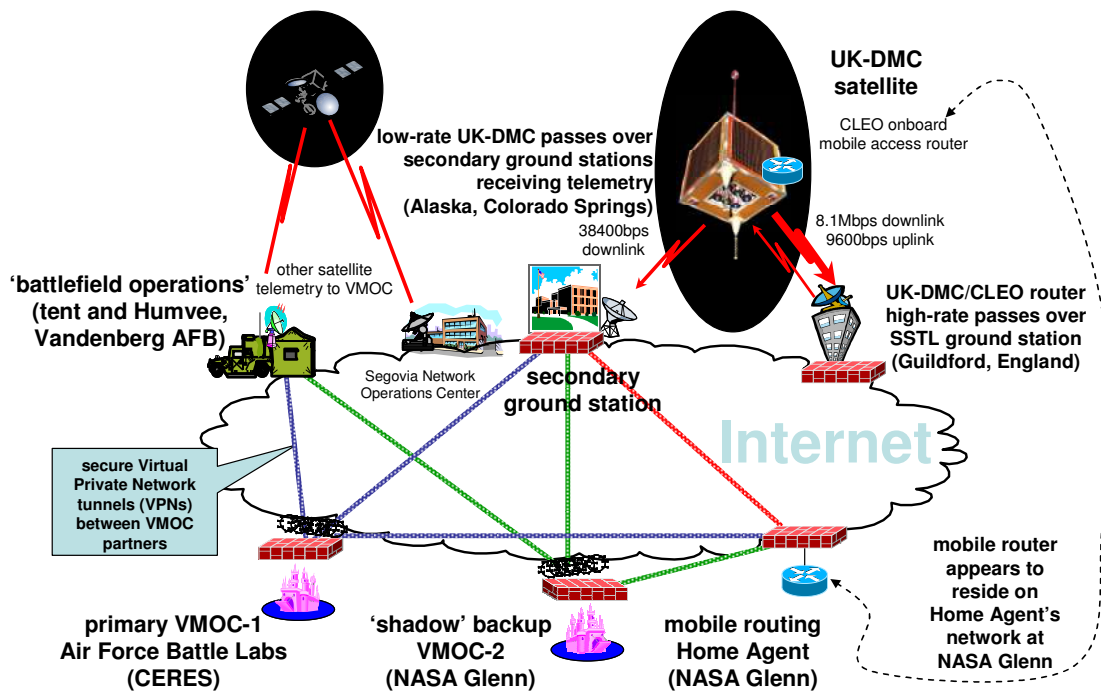 UK-DMC
satellite
CLEO onboard
mobile access router
low-rate UK-DMC passes over
secondary ground stations
receiving telemetry
(Alaska, Colorado Springs)
38400bps
downlink
8.1Mbps downlink
9600bps uplink
‘battlefield operations’
(tent and Humvee,
Vandenberg AFB)
other satellite
telemetry to VMOC
UK-DMC/CLEO router
high-rate passes over
SSTL ground station
(Guildford, England)
Segovia Network
Operations Center
secondary
ground station
Internet
secure Virtual
Private Network
tunnels (VPNs)
between VMOC
partners
primary VMOC-1
Air Force Battle Labs
(CERES)
‘shadow’ backup
VMOC-2
(NASA Glenn)
mobile routing
Home Agent
(NASA Glenn)
mobile router
appears to
reside on
Home Agent’s
network at
NASA Glenn